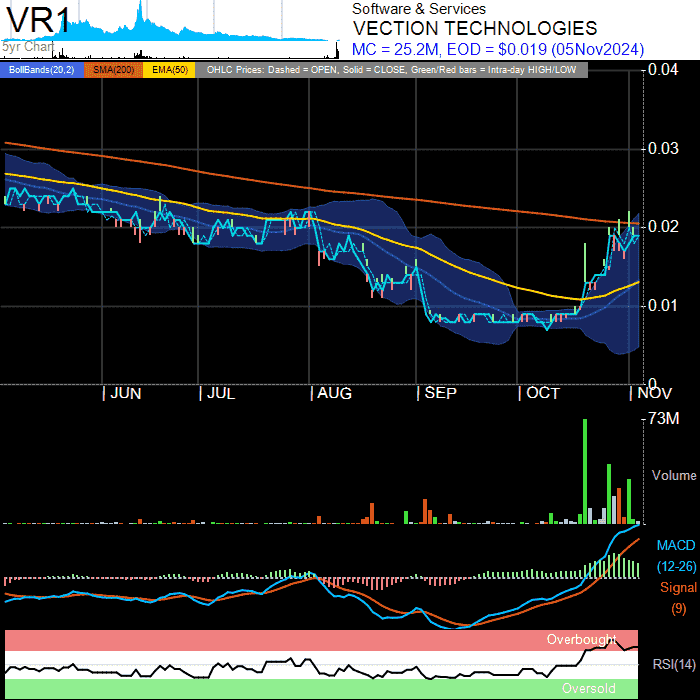 VR1
5yr Chart
Software & Services
VECTION TECHNOLOGIES
MC = 25.2M, EOD = $0.019 (05Nov2024)
BollBands(20,2) SMA(200) EMA(50) OHLC Prices: Dashed = OPEN, Solid = CLOSE, Green/Red bars = Intra-day HIGH/LOW
0.04
0.03
0.02
0.01
0
JUN JUL AUG SEP OCT NOV
73M
Volume
MACD
(12-26)
Signal
(9)
Overbought
RSI(14)
Oversold